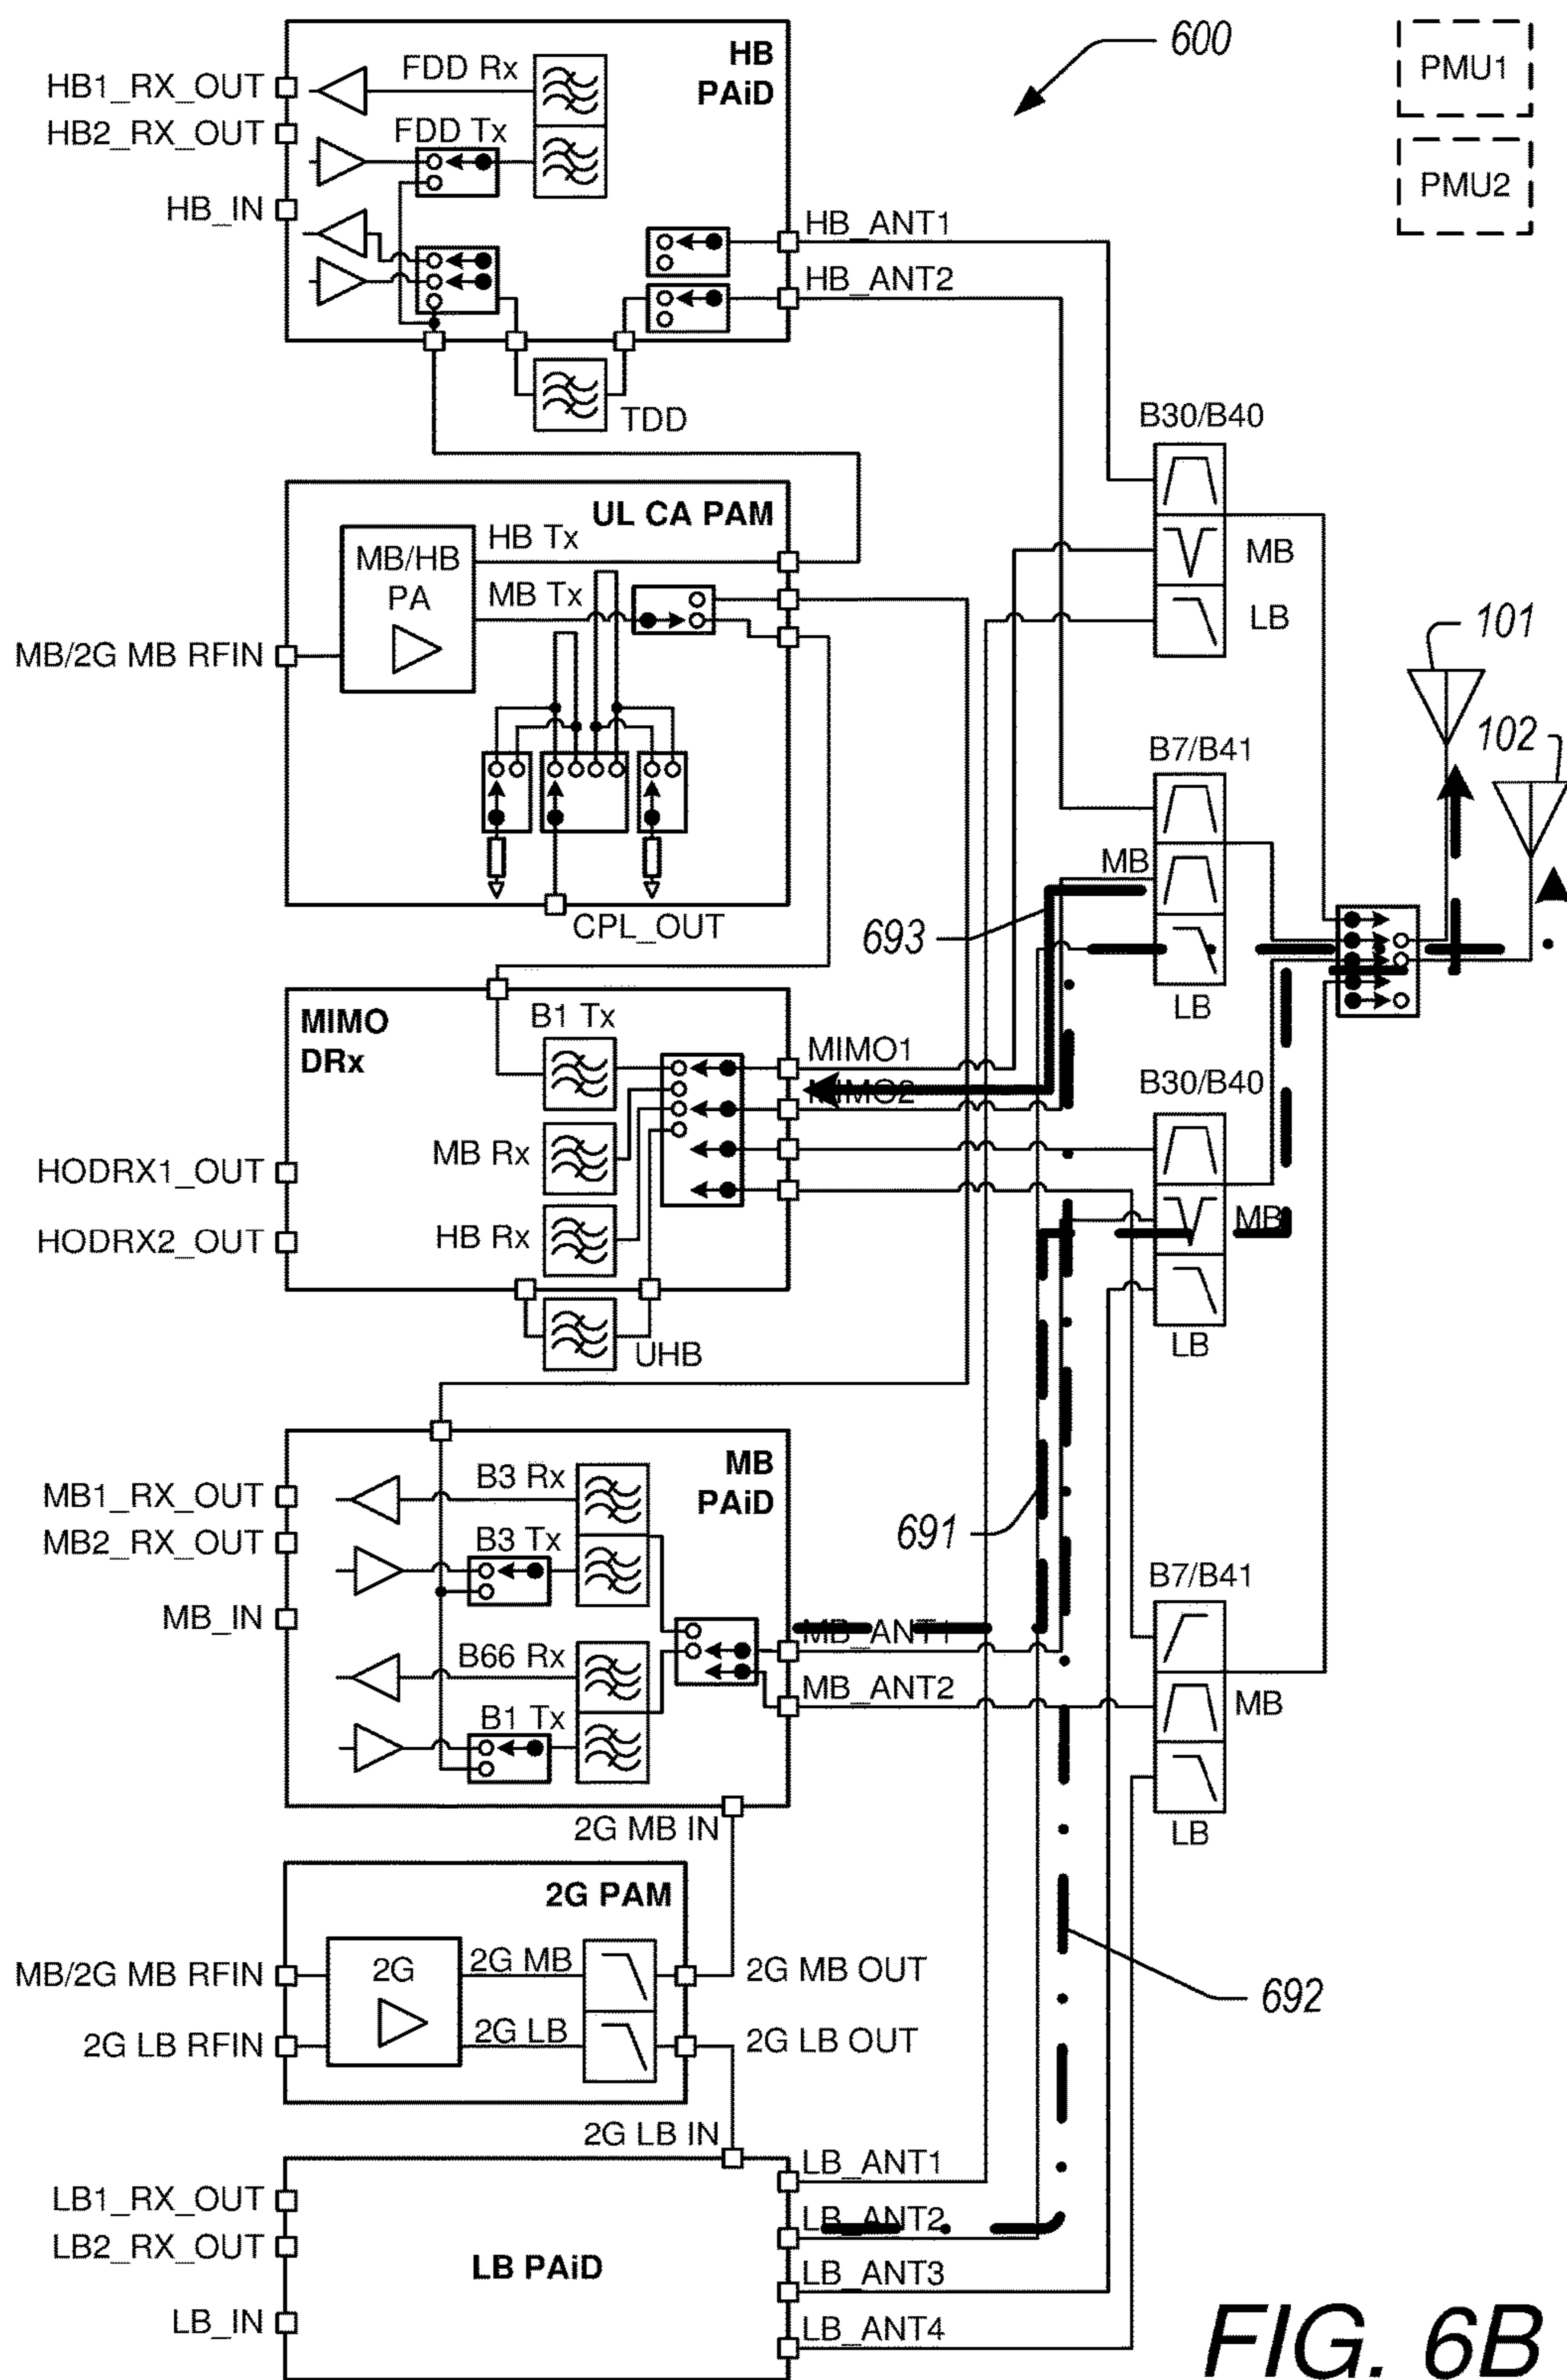 HB
PAiD
600
PMU1
PMU2
FDD Rx
HB1_RX_OUT
HB2_RX_OUT
FDD Tx
HB_IN
HB_ANT1
HB_ANT2
TDD
B30/B40
MB
LB
UL CA PAM
MB/HB
PA
HB Tx
MB Tx
MB/2G MB RFIN
CPL_OUT
101
102
B7/B41
MB
LB
693
MIMO
DRx
B1 Tx
MIMO1
MIMO2
MB Rx
HB Rx
HODRX1_OUT
HODRX2_OUT
UHB
B30/B40
MB
LB
MB
PAiD
B3 Rx
MB1_RX_OUT
MB2_RX_OUT
B3 Tx
MB_IN
B66 Rx
B1 Tx
MB_ANT1
MB_ANT2
691
B7/B41
MB
LB
2G MB IN
2G PAM
MB/2G MB RFIN
2G
2G MB
2G MB OUT
2G LB RFIN
2G LB
2G LB OUT
692
2G LB IN
LB1_RX_OUT
LB2_RX_OUT
LB PAiD
LB_IN
LB_ANT1
LB_ANT2
LB_ANT3
LB_ANT4
FIG. 6B